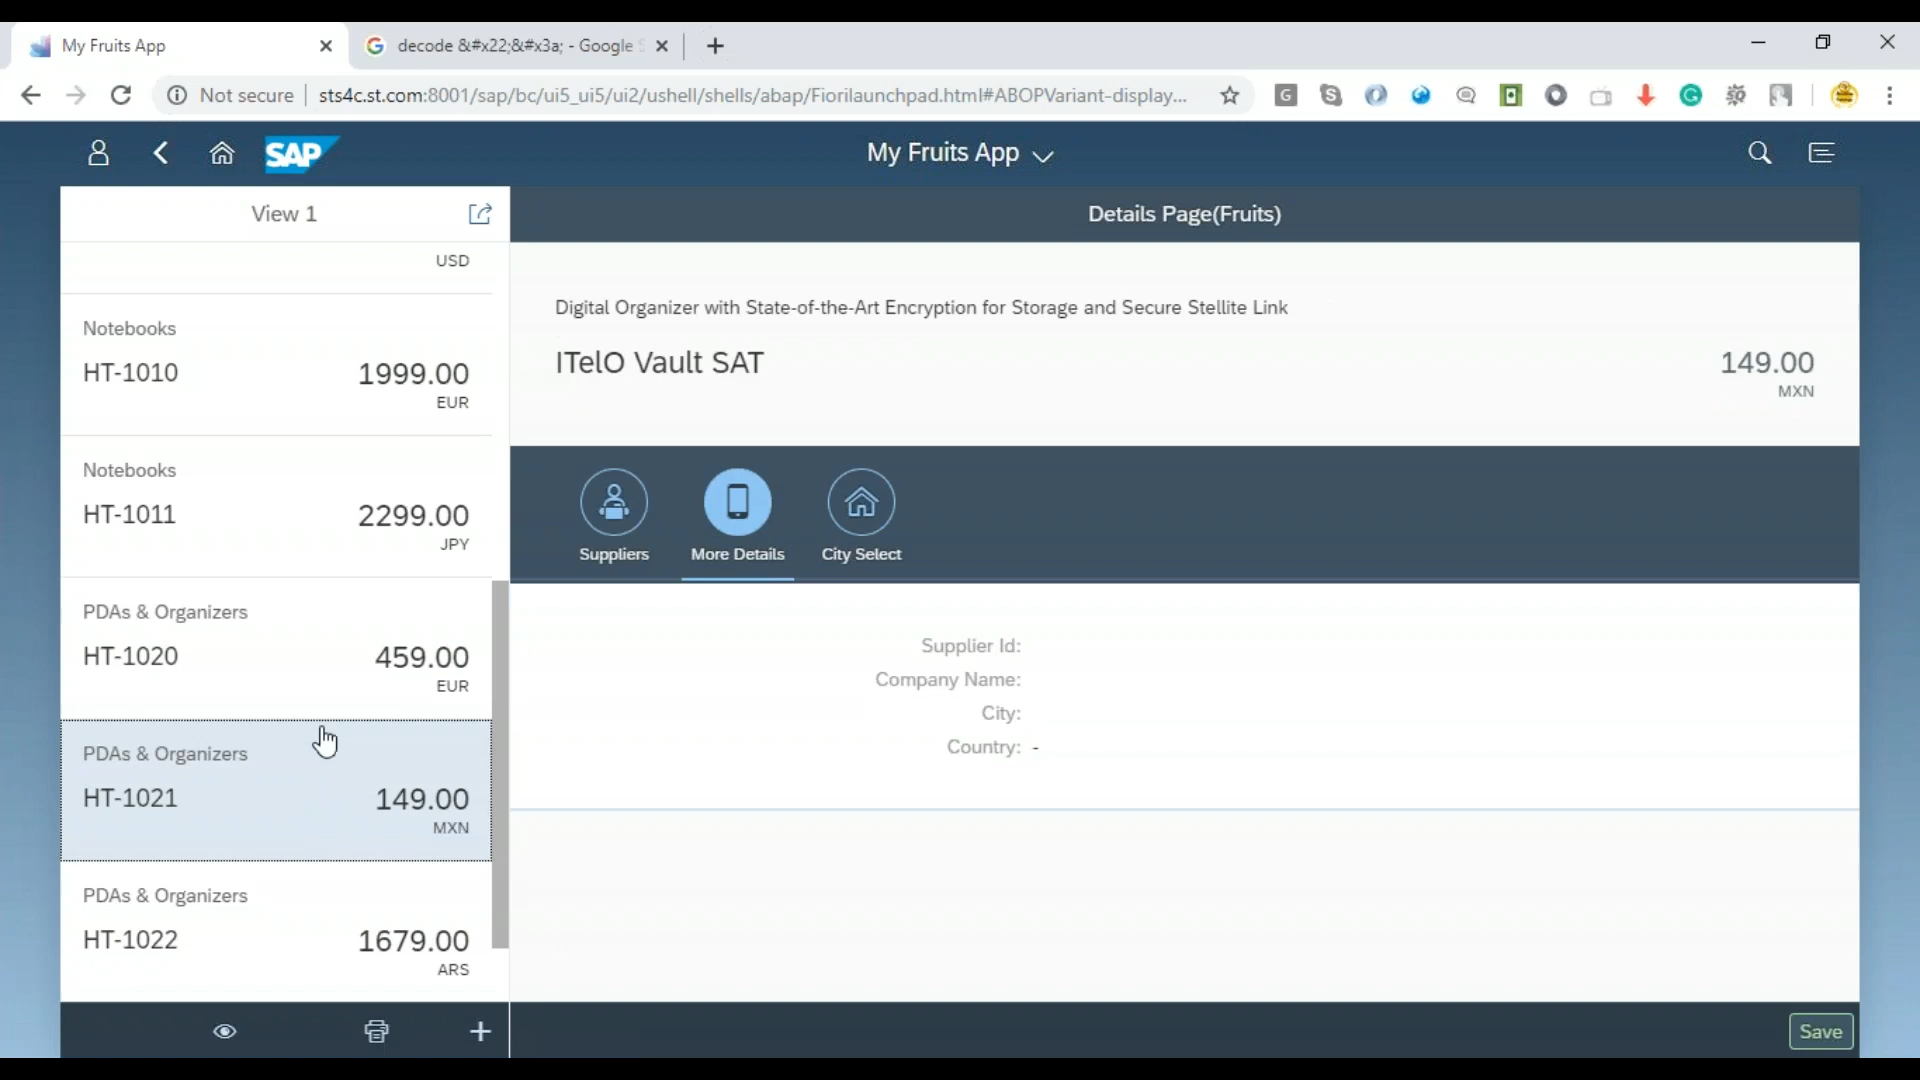 My Fruits App
decode &#x22;&#x3a; - Google
Not secure
sts4c.st.com:8001/sap/bc/ui5_ui5/ui2/ushell/shells/abap/Fiorilaunchpad.html#ABOPVariant-display...
SAP
My Fruits App
View 1
USD
Notebooks
HT-1010 1999.00
EUR
Notebooks
HT-1011 2299.00
JPY
PDAs & Organizers
HT-1020 459.00
EUR
PDAs & Organizers
HT-1021 149.00
MXN
PDAs & Organizers
HT-1022 1679.00
ARS
Details Page(Fruits)
Digital Organizer with State-of-the-Art Encryption for Storage and Secure Stellite Link
ITelO Vault SAT 149.00
MXN
Suppliers More Details City Select
Supplier Id:
Company Name:
City:
Country: -
Save